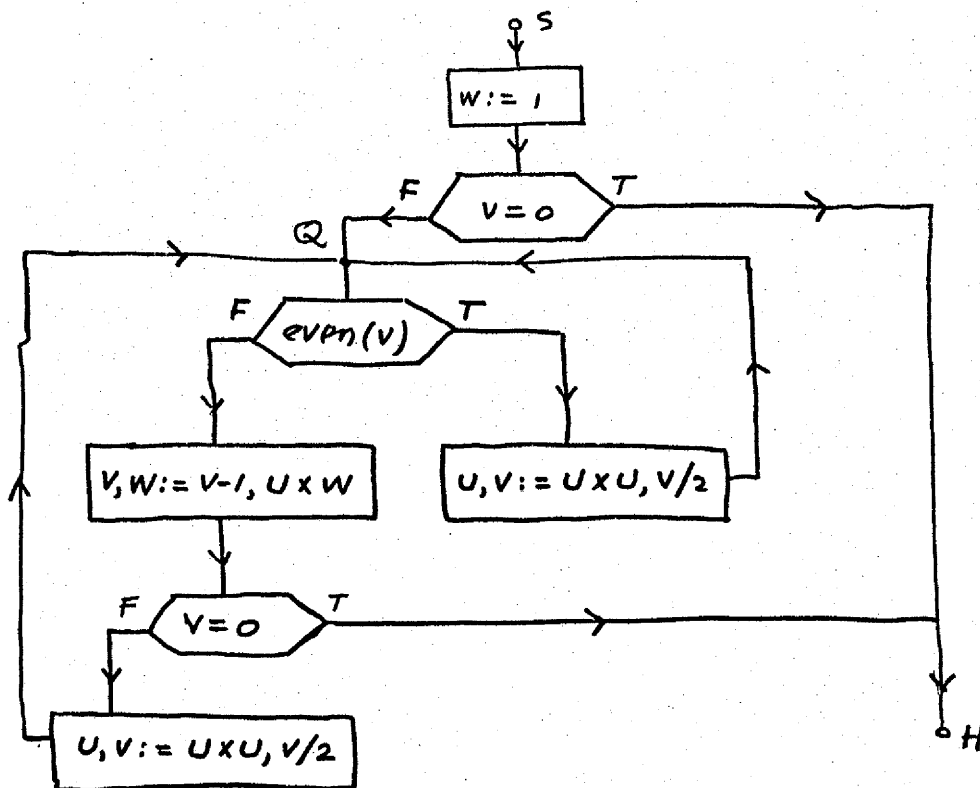 S
W := 1
F
V = 0
T
Q
F
even(V)
T
V, W := V-1, U × W
U, V := U × U, V/2
F
V = 0
T
U, V := U × U, V/2
H